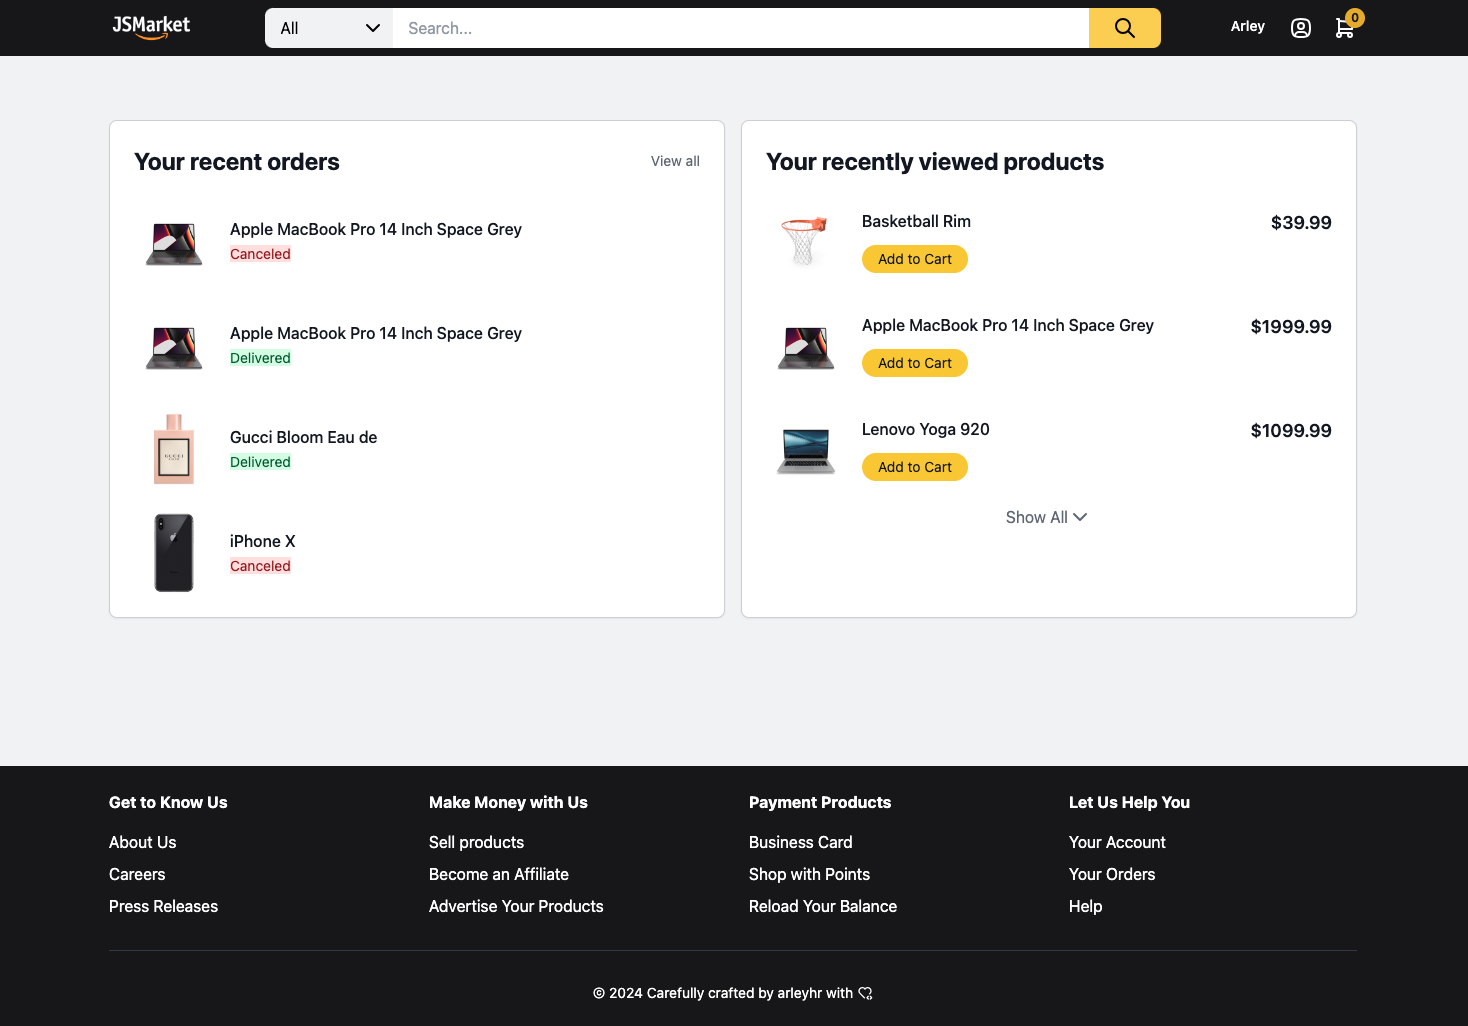 JSMarket
All
Search...
Arley
0
Your recent orders
View all
Apple MacBook Pro 14 Inch Space Grey
Canceled
Apple MacBook Pro 14 Inch Space Grey
Delivered
GUCCI
Gucci Bloom Eau de
Delivered
iPhone X
Canceled
Your recently viewed products
Basketball Rim
$39.99
Add to Cart
Apple MacBook Pro 14 Inch Space Grey
$1999.99
Add to Cart
Lenovo Yoga 920
$1099.99
Add to Cart
Show All
Get to Know Us
About Us
Careers
Press Releases
Make Money with Us
Sell products
Become an Affiliate
Advertise Your Products
Payment Products
Business Card
Shop with Points
Reload Your Balance
Let Us Help You
Your Account
Your Orders
Help
© 2024 Carefully crafted by arleyhr with